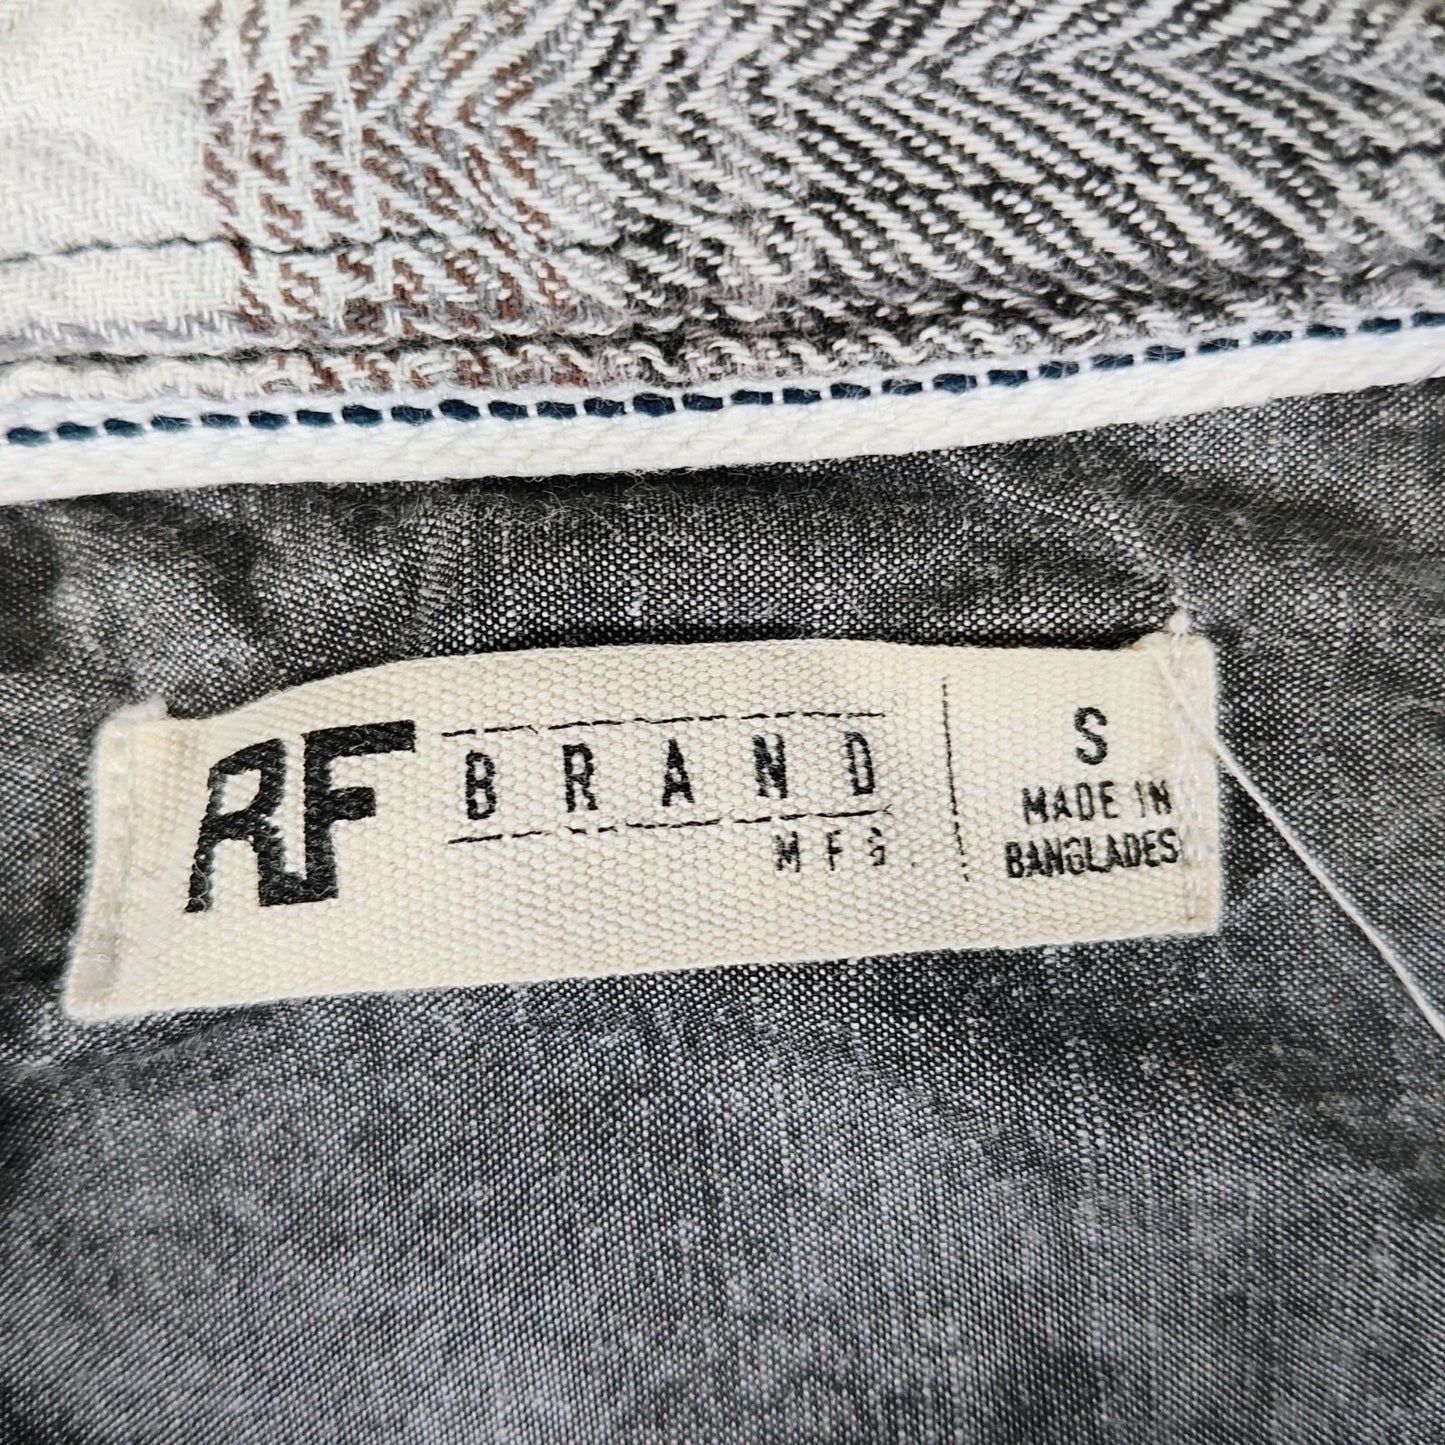 RF BRAND
MFG.
S
MADE IN
BANGLADES